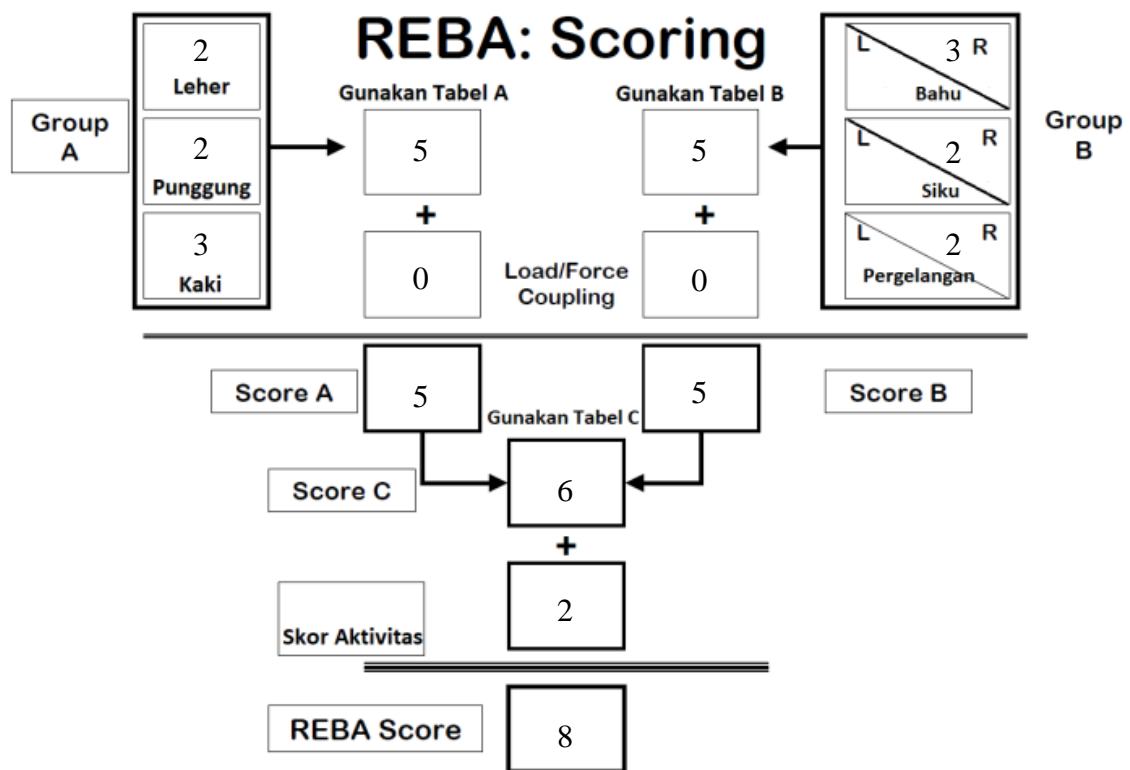 REBA: Scoring
Group
A
2
Leher
2
Punggung
3
Kaki
Gunakan Tabel A
5
+
0
Load/Force
Coupling
Gunakan Tabel B
5
+
0
L 3 R
Bahu
L 2 R
Siku
L 2 R
Pergelangan
Group
B
Score A
5
Gunakan Tabel C
5
Score B
Score C
6
+
Skor Aktivitas
2
REBA Score
8